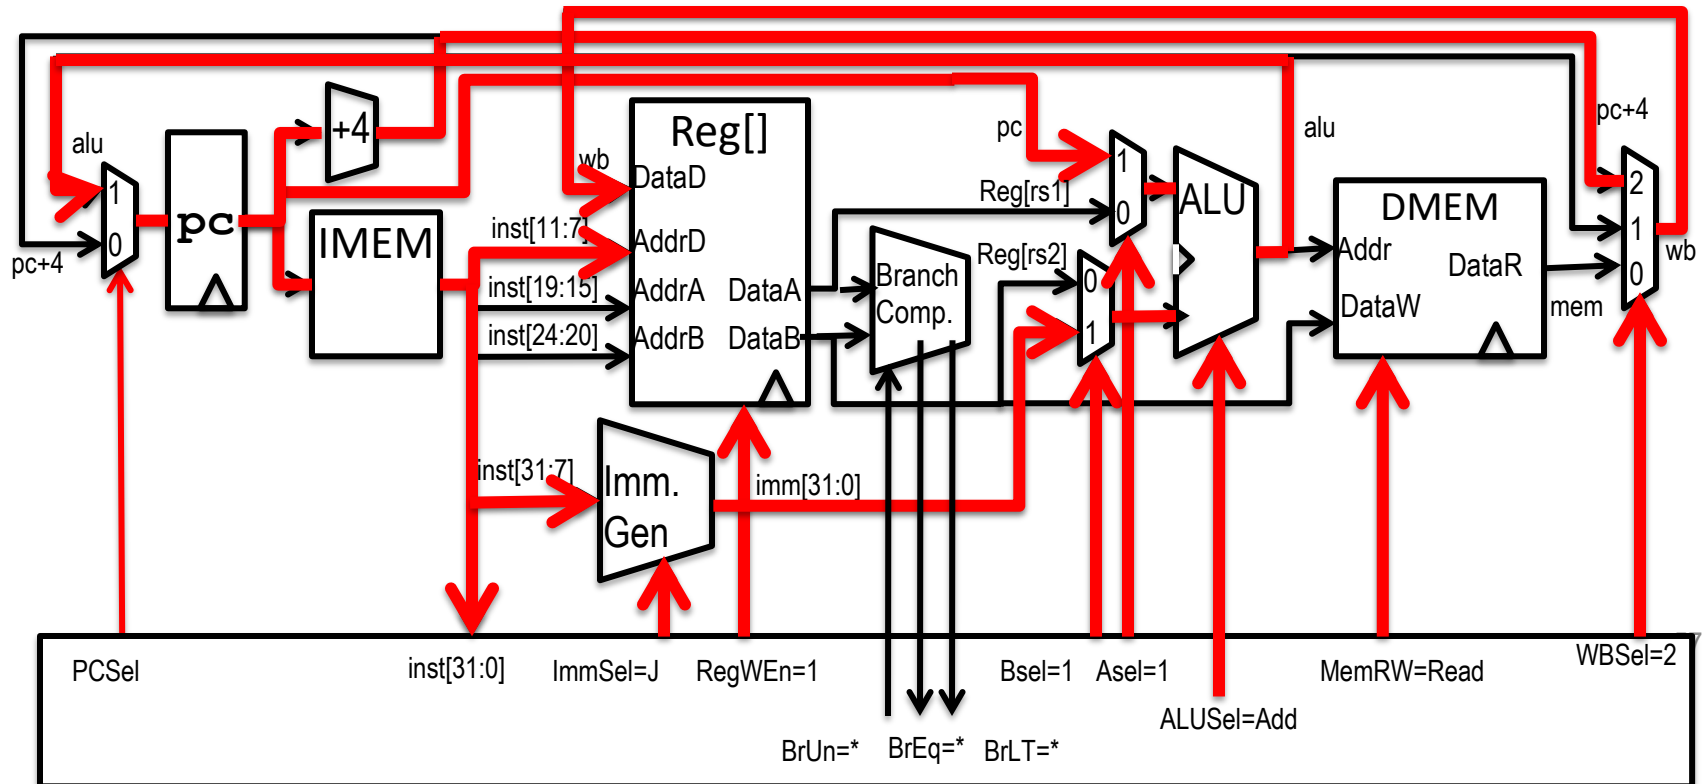 alu
1
0
pc+4
pc
+4
IMEM
Reg[]
wb
DataD
inst[11:7]
AddrD
inst[19:15]
AddrA
DataA
inst[24:20]
AddrB
DataB
inst[31:7]
Imm.
Gen
imm[31:0]
Branch
Comp.
pc
Reg[rs1]
1
0
Reg[rs2]
0
1
ALU
alu
DMEM
Addr
DataR
DataW
mem
pc+4
2
1
0
wb
PCSel
inst[31:0]
ImmSel=J
RegWEn=1
BrUn=*
BrEq=*
BrLT=*
Bsel=1
Asel=1
ALUSel=Add
MemRW=Read
WBSel=2